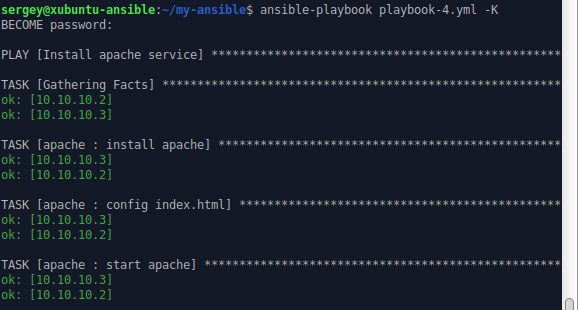 sergey@xubuntu-ansible:~/my-ansible$ ansible-playbook playbook-4.yml -K
BECOME password:
PLAY [Install apache service] **************************************************
TASK [Gathering Facts] *********************************************************
ok: [10.10.10.2]
ok: [10.10.10.3]
TASK [apache : install apache] *************************************************
ok: [10.10.10.3]
ok: [10.10.10.2]
TASK [apache : config index.html] **********************************************
ok: [10.10.10.3]
ok: [10.10.10.2]
TASK [apache : start apache] ***************************************************
ok: [10.10.10.3]
ok: [10.10.10.2]